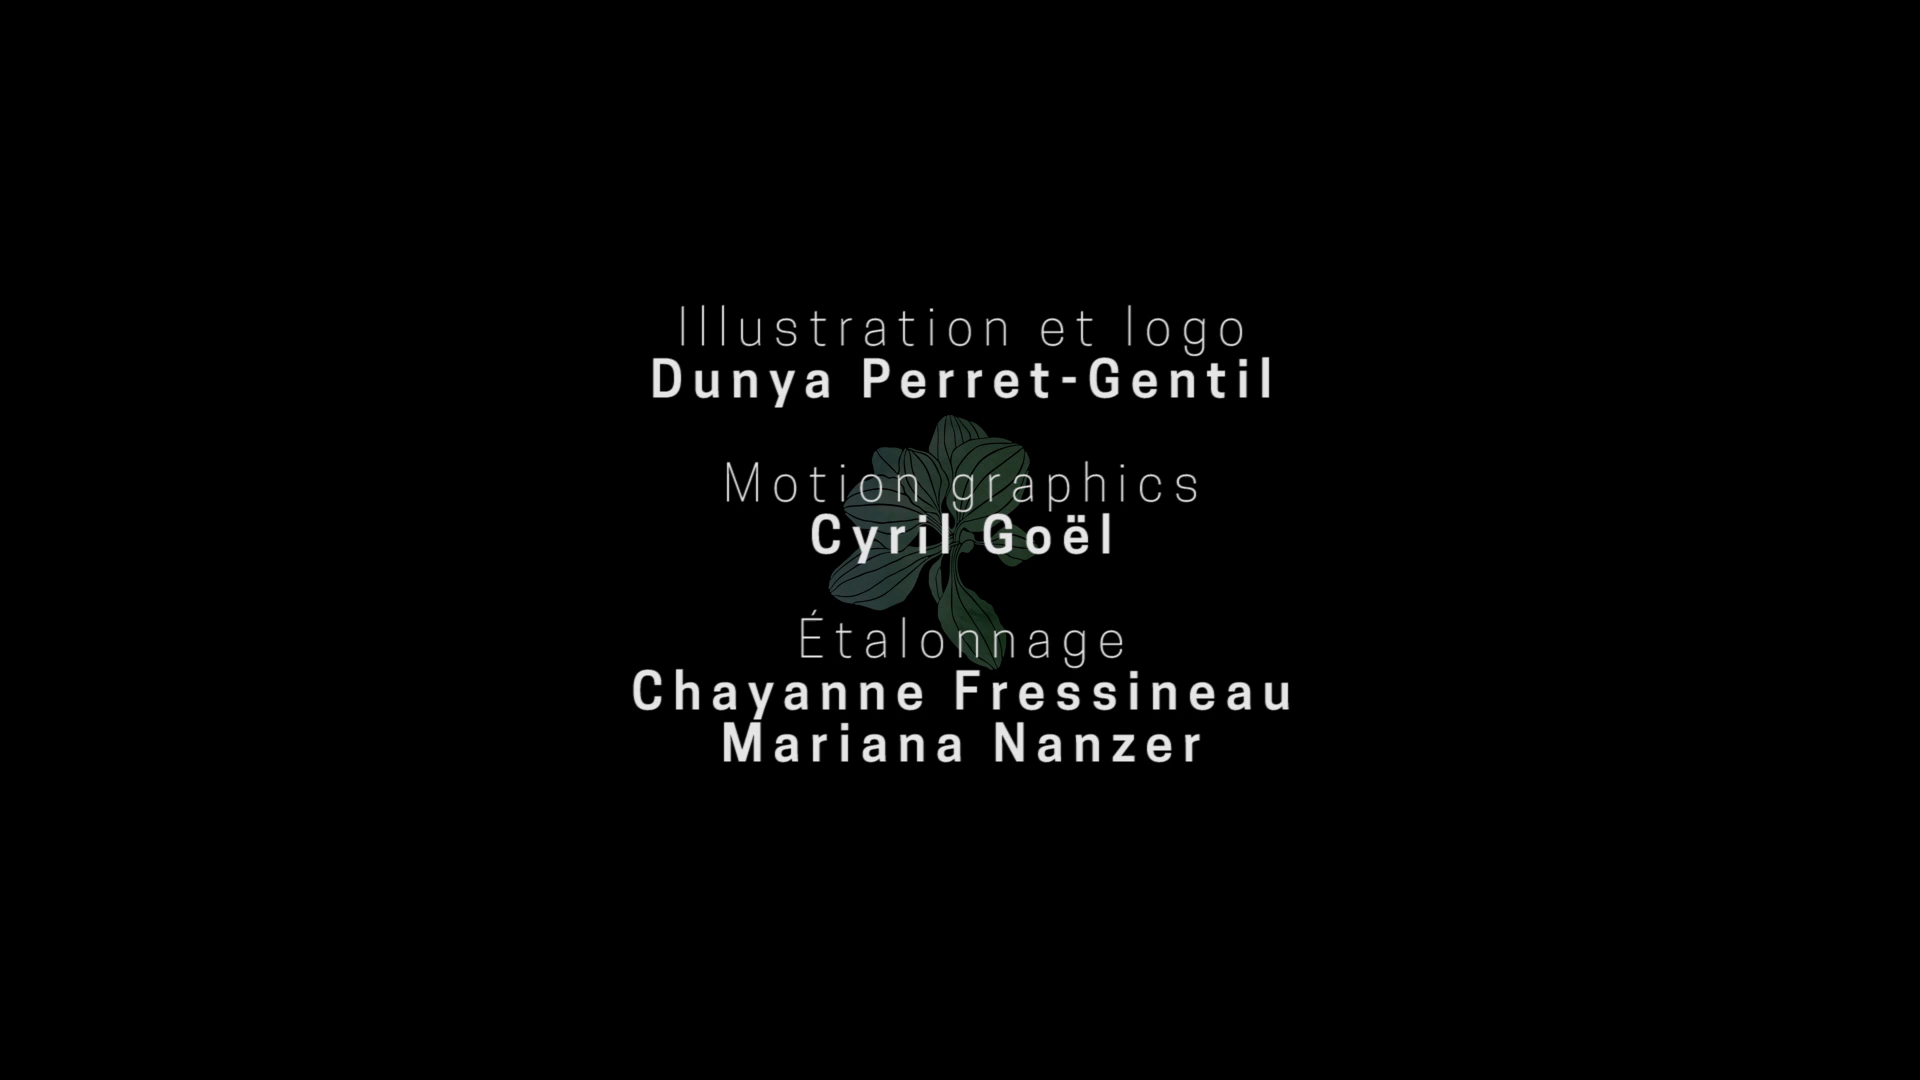 Illustration et logo
Dunya Perret-Gentil
Motion graphics
Cyril Goël
Étalonnage
Chayanne Fressineau
Mariana Nanzer